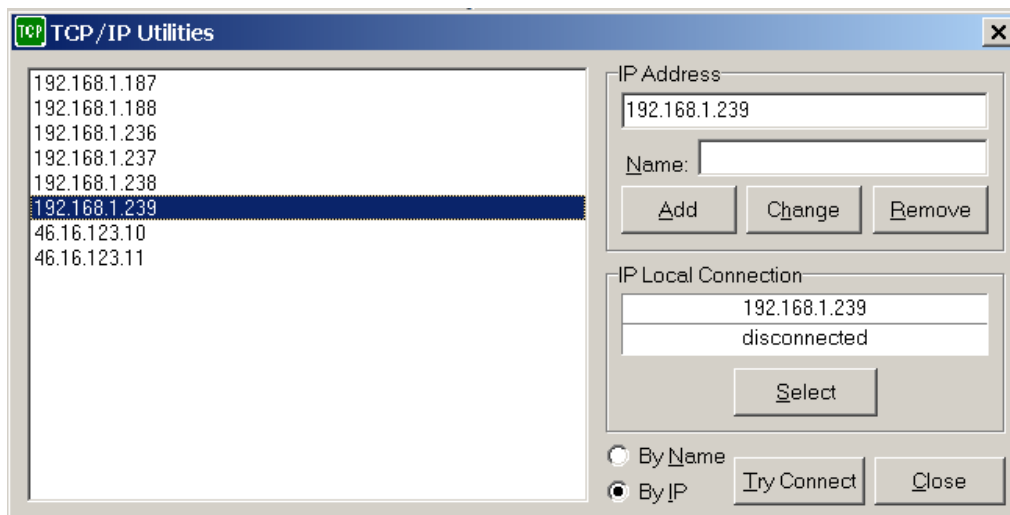 TCP TCP/IP Utilities
192.168.1.187
192.168.1.188
192.168.1.236
192.168.1.237
192.168.1.238
192.168.1.239
46.16.123.10
46.16.123.11
IP Address
192.168.1.239
Name:
Add Change Remove
IP Local Connection
192.168.1.239
disconnected
Select
By Name
By IP
Try Connect Close